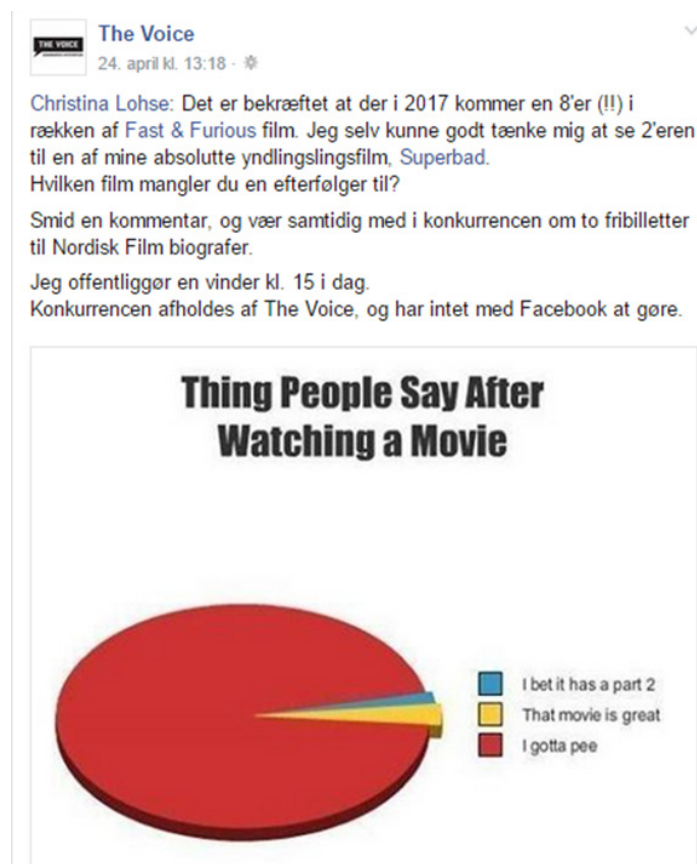 THE VOICE
The Voice
24. april kl. 13:18 ·
Christina Lohse: Det er bekræftet at der i 2017 kommer en 8'er (!!) i
rækken af Fast & Furious film. Jeg selv kunne godt tænke mig at se 2'eren
til en af mine absolutte yndlingslingsfilm, Superbad.
Hvilken film mangler du en efterfølger til?
Smid en kommentar, og vær samtidig med i konkurrencen om to fribilletter
til Nordisk Film biografer.
Jeg offentliggør en vinder kl. 15 i dag.
Konkurrencen afholdes af The Voice, og har intet med Facebook at gøre.
Thing People Say After
Watching a Movie
I bet it has a part 2
That movie is great
I gotta pee